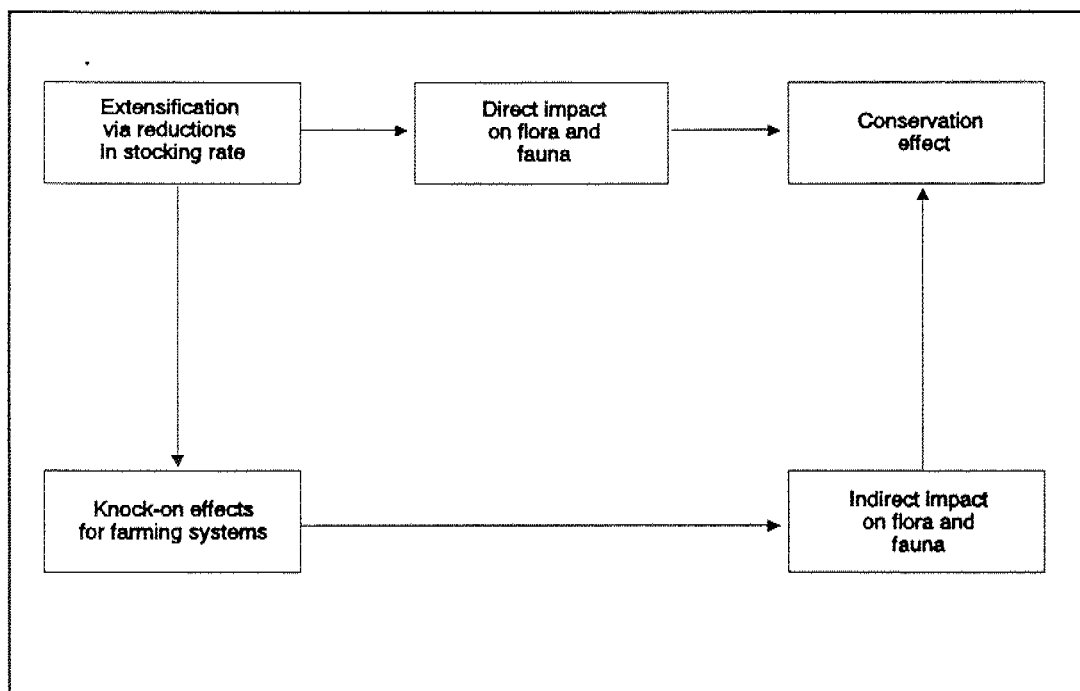 Extensification
via reductions
in stocking rate
Direct impact
on flora and
fauna
Conservation
effect
Knock-on effects
for farming systems
Indirect impact
on flora and
fauna